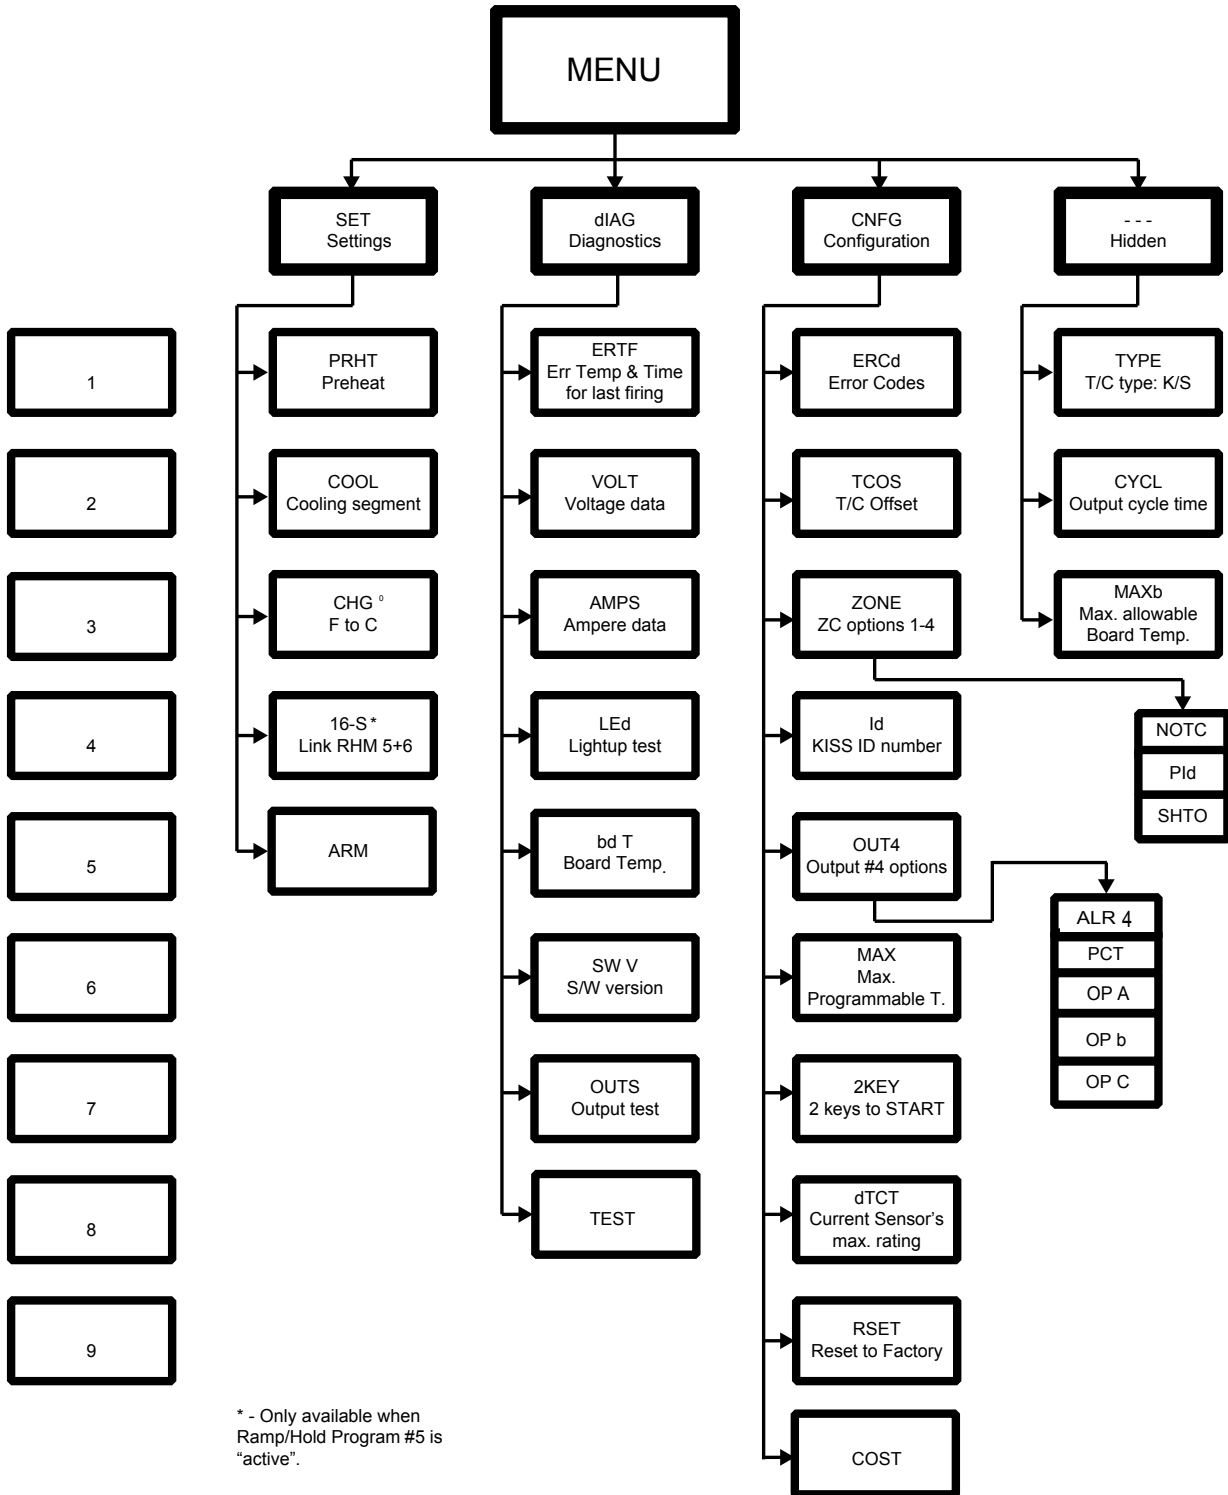 MENU
SET
Settings
dIAG
Diagnostics
CNFG
Configuration
- - -
Hidden
1
PRHT
Preheat
ERTF
Err Temp & Time
for last firing
ERCd
Error Codes
TYPE
T/C type: K/S
2
COOL
Cooling segment
VOLT
Voltage data
TCOS
T/C Offset
CYCL
Output cycle time
3
CHG °
F to C
AMPS
Ampere data
ZONE
ZC options 1-4
MAXb
Max. allowable
Board Temp.
4
16-S*
Link RHM 5+6
LEd
Lightup test
Id
KISS ID number
NOTC
PId
SHTO
5
ARM
bd T
Board Temp.
OUT4
Output #4 options
ALR 4
PCT
OP A
OP b
OP C
6
SW V
S/W version
MAX
Max.
Programmable T.
7
OUTS
Output test
2KEY
2 keys to START
8
TEST
dTCT
Current Sensor's
max. rating
9
RSET
Reset to Factory
COST
* - Only available when
Ramp/Hold Program #5 is
“active”.